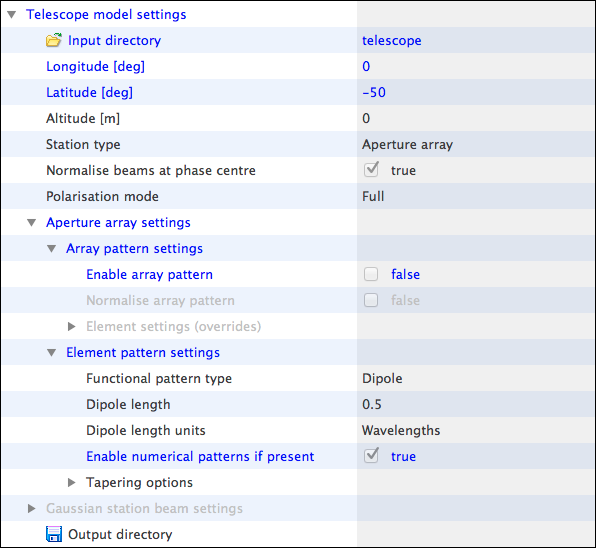 Telescope model settings
Input directory telescope
Longitude [deg] 0
Latitude [deg] -50
Altitude [m] 0
Station type Aperture array
Normalise beams at phase centre true
Polarisation mode Full
Aperture array settings
Array pattern settings
Enable array pattern false
Normalise array pattern false
Element settings (overrides)
Element pattern settings
Functional pattern type Dipole
Dipole length 0.5
Dipole length units Wavelengths
Enable numerical patterns if present true
Tapering options
Gaussian station beam settings
Output directory